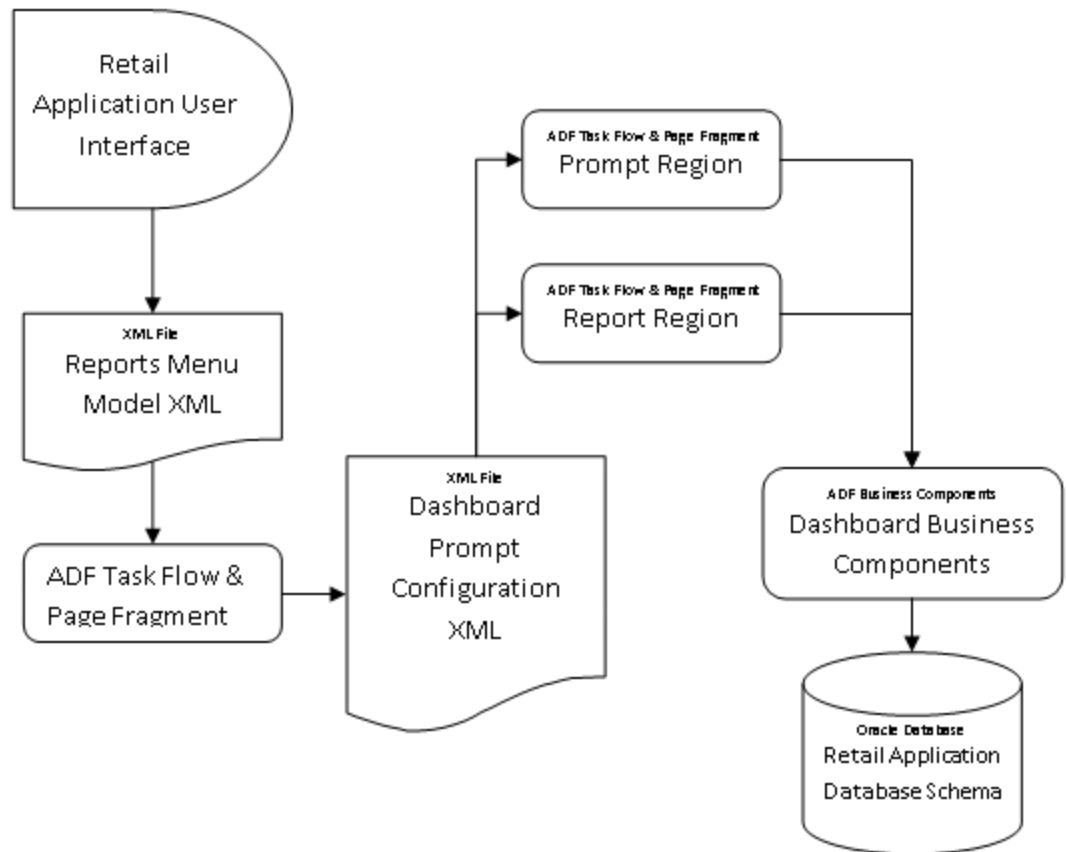 Retail
Application User
Interface
XML File
Reports Menu
Model XML
ADF Task Flow &
Page Fragment
XML File
Dashboard
Prompt
Configuration
XML
ADF Task Flow & Page Fragment
Prompt Region
ADF Task Flow & Page Fragment
Report Region
ADF Business Components
Dashboard Business
Components
Oracle Database
Retail Application
Database Schema